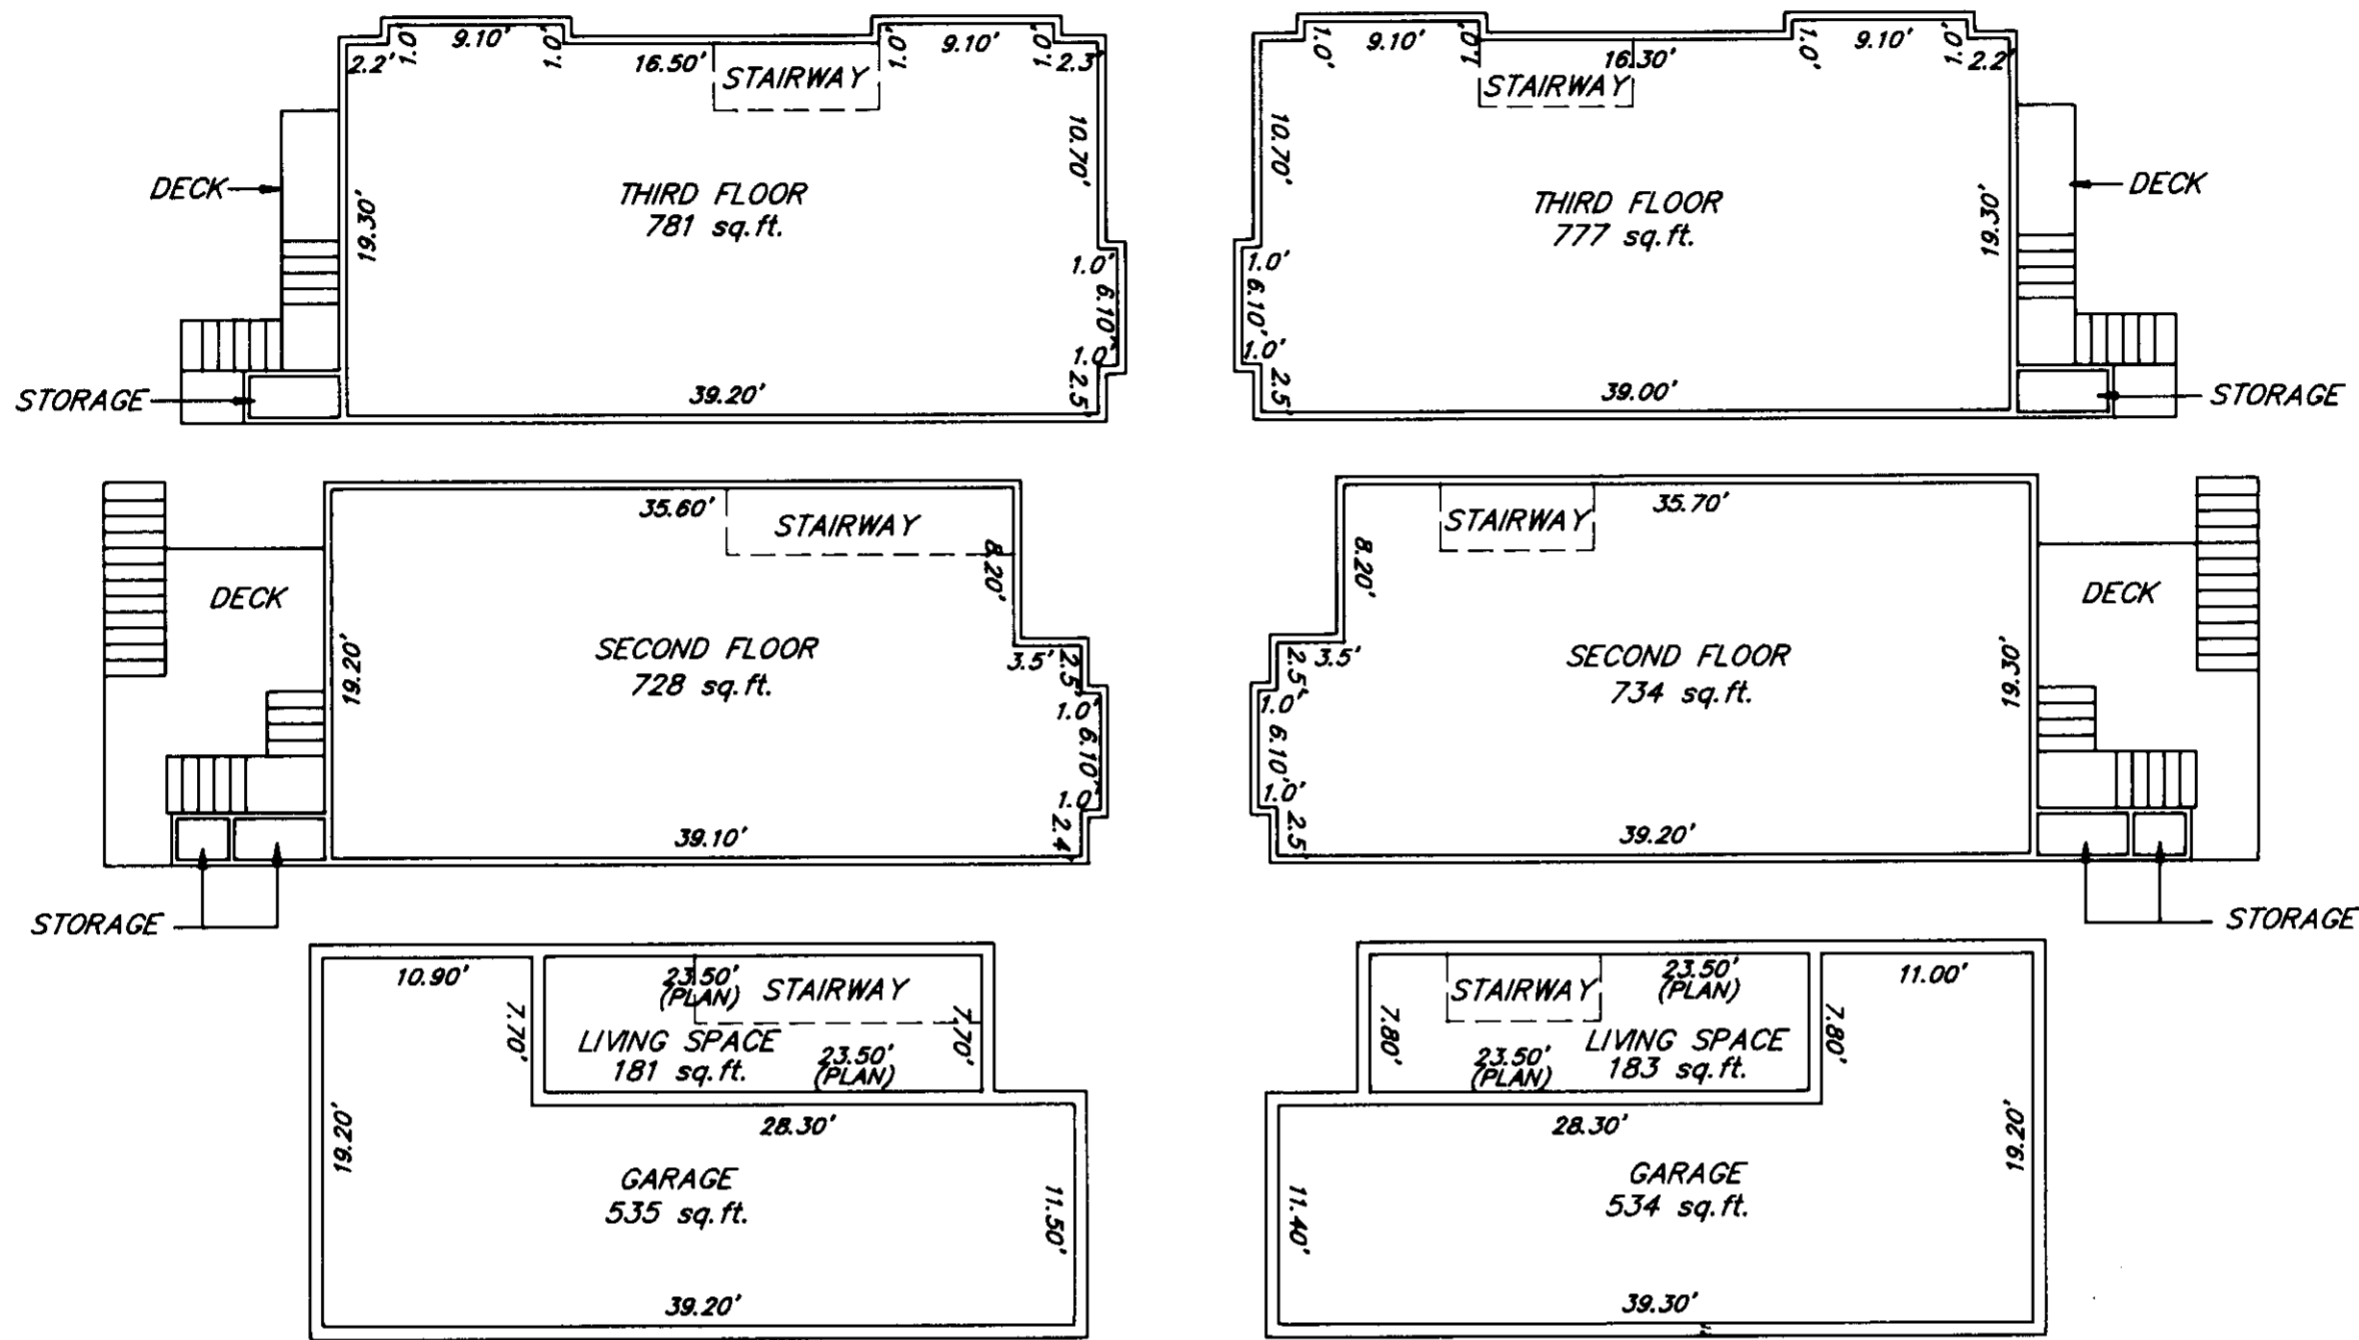 2.2'
1.0'
9.10'
1.0'
16.50'
STAIRWAY
1.0'
9.10'
1.0'
2.3'
10.70'
DECK
19.30'
THIRD FLOOR
781 sq.ft.
1.0'
6.10'
1.0'
2.5'
STORAGE
39.20'
1.0'
9.10'
1.0'
16.30'
STAIRWAY
1.0'
9.10'
1.0'
2.2'
10.70'
THIRD FLOOR
777 sq.ft.
19.30'
DECK
1.0'
6.10'
1.0'
2.5'
39.00'
STORAGE
35.60'
STAIRWAY
8.20'
DECK
19.20'
SECOND FLOOR
728 sq.ft.
3.5'
2.5'
1.0'
6.10'
1.0'
2.4'
39.10'
STORAGE
35.70'
STAIRWAY
8.20'
DECK
3.5'
2.5'
SECOND FLOOR
734 sq.ft.
19.30'
1.0'
6.10'
1.0'
2.5'
39.20'
STORAGE
10.90'
23.50'
(PLAN)
STAIRWAY
7.70'
7.70'
LIVING SPACE
181 sq.ft.
23.50'
(PLAN)
28.30'
19.20'
GARAGE
535 sq.ft.
11.50'
39.20'
STAIRWAY
23.50'
(PLAN)
11.00'
7.80'
7.80'
LIVING SPACE
183 sq.ft.
23.50'
(PLAN)
28.30'
19.20'
GARAGE
534 sq.ft.
11.40'
39.30'